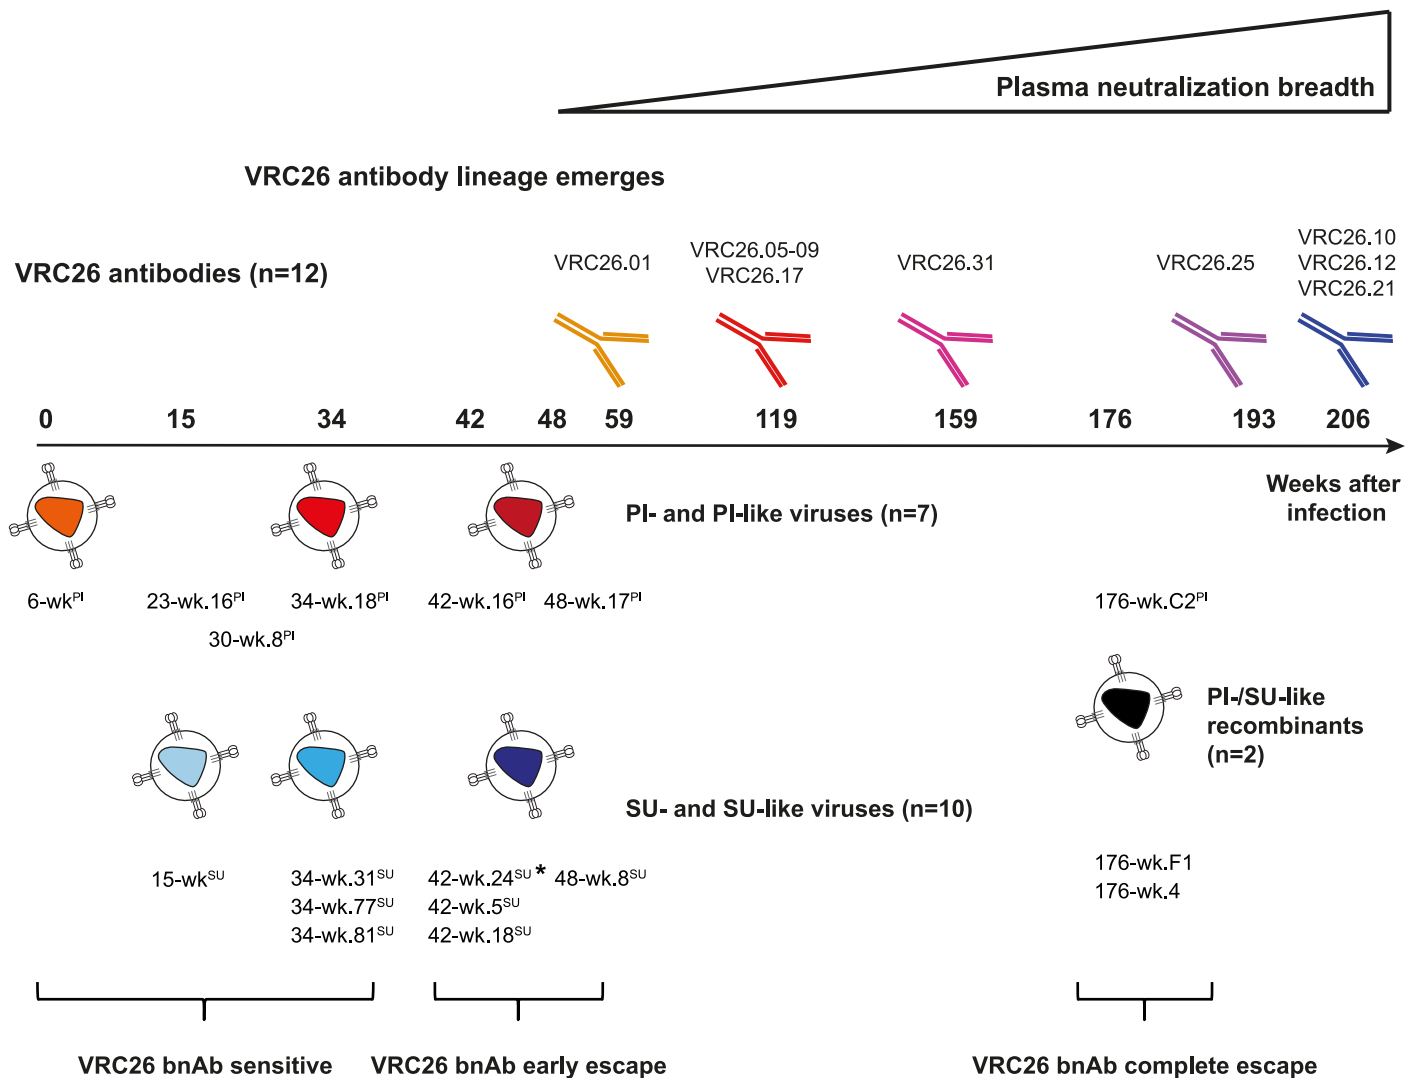 Plasma neutralization breadth
VRC26 antibody lineage emerges
VRC26 antibodies (n=12)
VRC26.01
VRC26.05-09
VRC26.17
VRC26.31
VRC26.25
VRC26.10
VRC26.12
VRC26.21
0 15 34 42 48 59 119 159 176 193 206
Weeks after
infection
PI- and PI-like viruses (n=7)
6-wkPI 23-wk.16PI 34-wk.18PI 42-wk.16PI 48-wk.17PI 176-wk.C2PI
30-wk.8PI
PI-/SU-like
recombinants
(n=2)
SU- and SU-like viruses (n=10)
15-wkSU 34-wk.31SU 42-wk.24SU * 48-wk.8SU 176-wk.F1
34-wk.77SU 42-wk.5SU 176-wk.4
34-wk.81SU 42-wk.18SU
VRC26 bnAb sensitive VRC26 bnAb early escape VRC26 bnAb complete escape